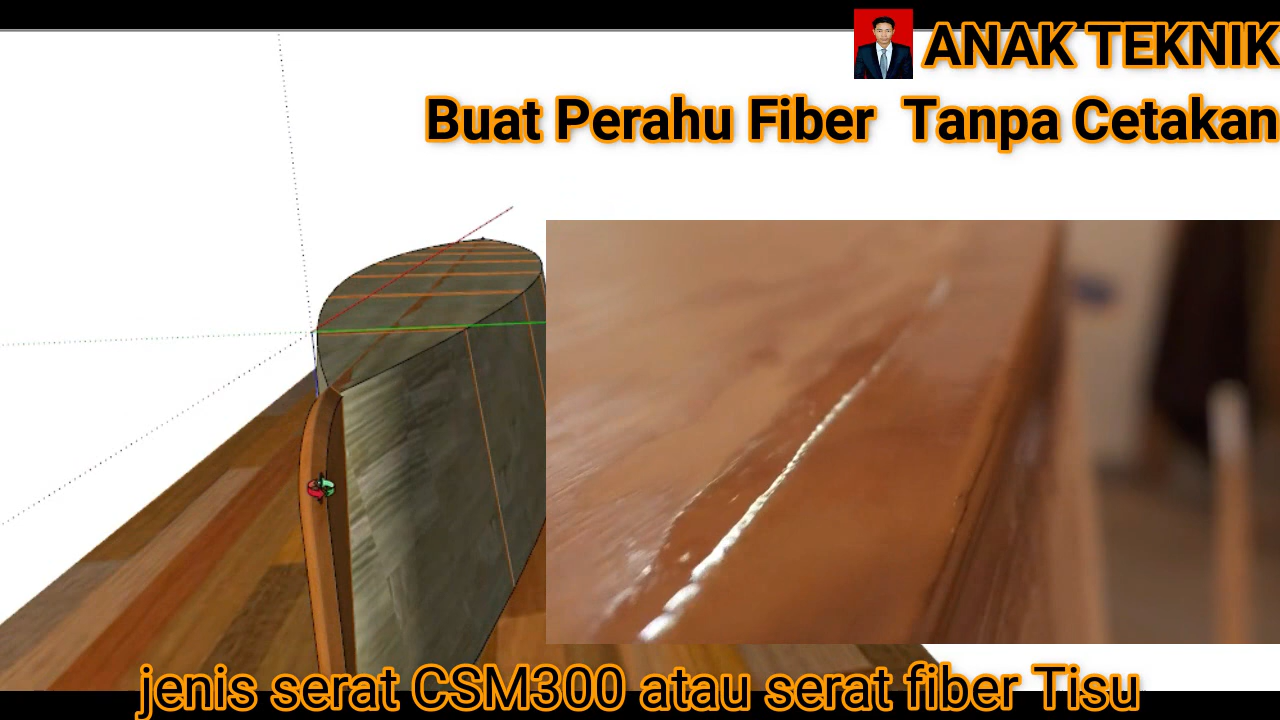 ANAK TEKNIK
Buat Perahu Fiber Tanpa Cetakan
jenis serat CSM300 atau serat fiber Tisu